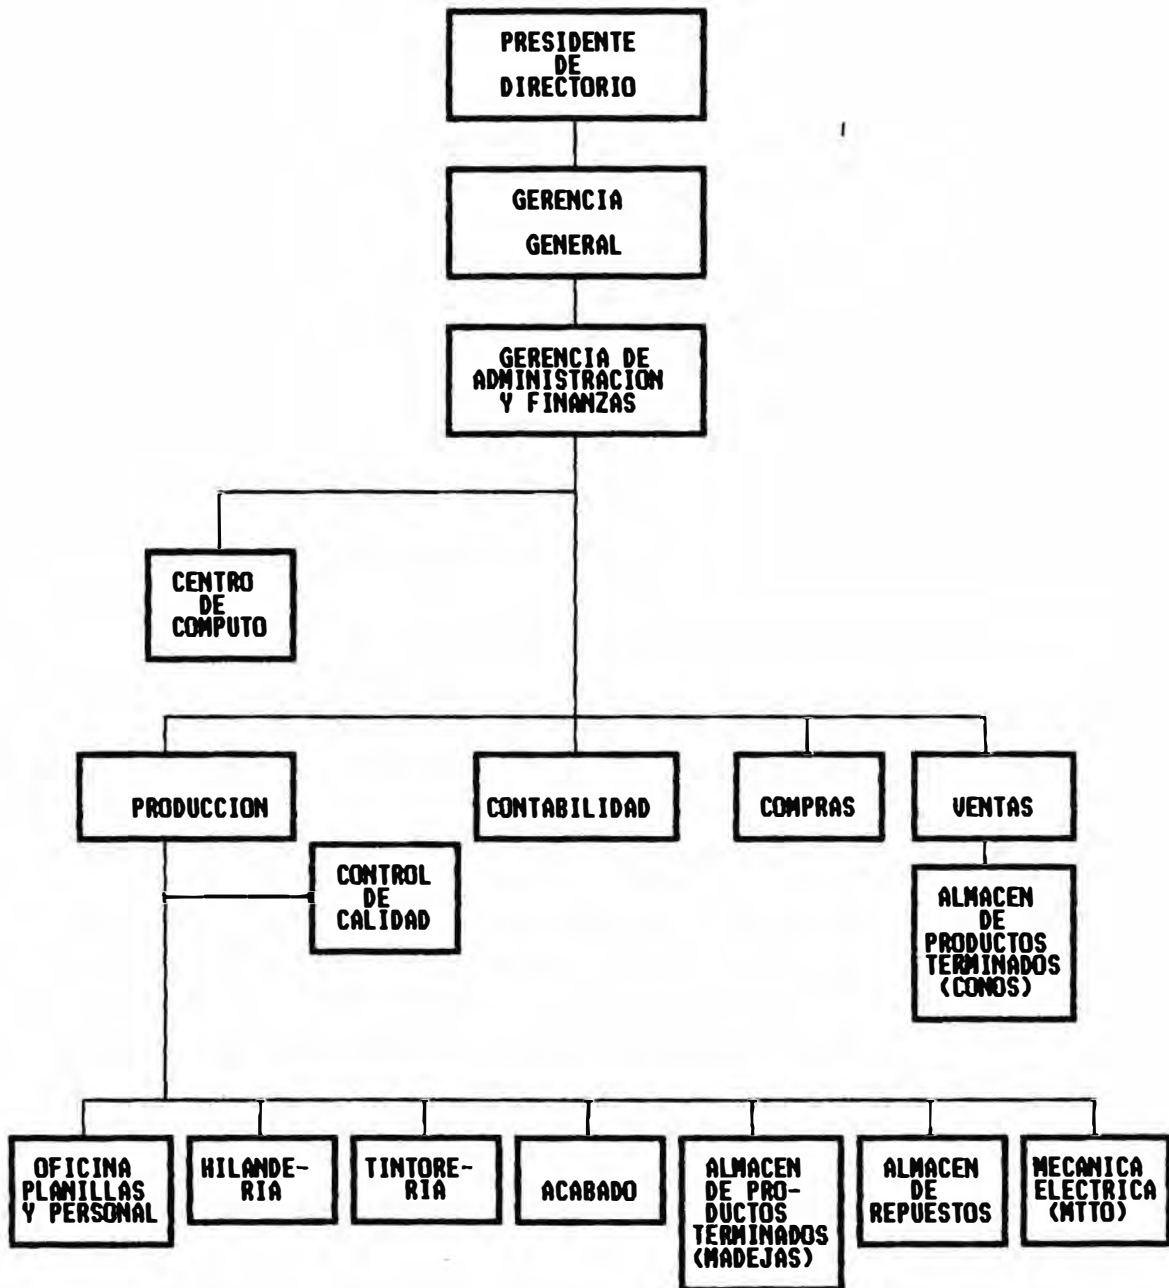 PRESIDENTE
DE
DIRECTORIO
GERENCIA
GENERAL
GERENCIA DE
ADMINISTRACION
Y FINANZAS
CENTRO
DE
COMPUTO
PRODUCCION
CONTABILIDAD
COMPRAS
VENTAS
CONTROL
DE
CALIDAD
ALMACEN
DE
PRODUCTOS
TERMINADOS
(CONOS)
OFICINA
PLANILLAS
Y PERSONAL
HILANDE-
RIA
TINTORE-
RIA
ACABADO
ALMACEN
DE PRO-
DUCTOS
TERMINADOS
(MADEJAS)
ALMACEN
DE
REPUESTOS
MECANICA
ELECTRICA
(MTTO)